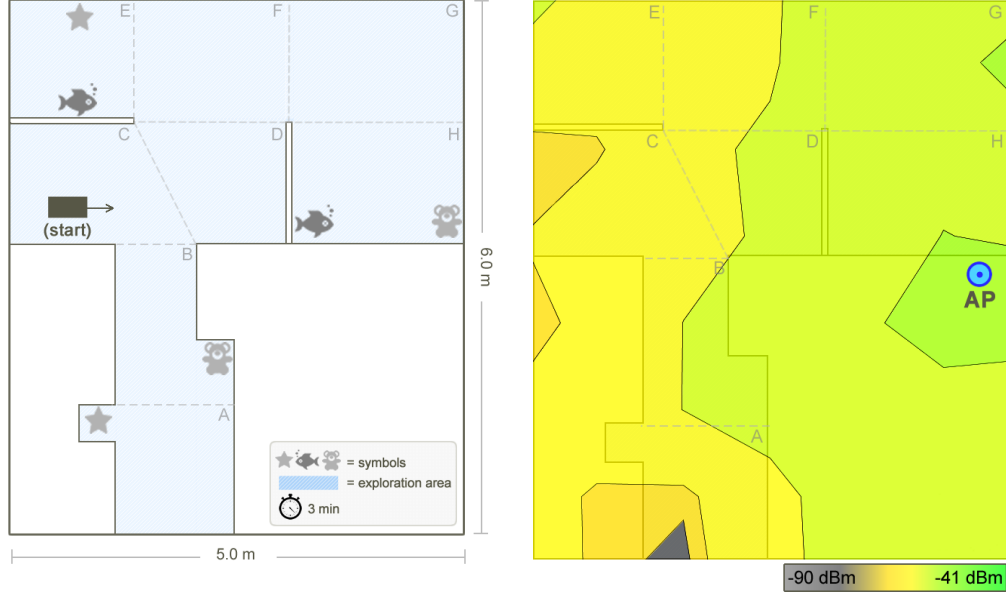 E
F
G
C
D
H
(start)
B
A
6.0 m
= symbols
= exploration area
3 min
5.0 m
E
F
G
C
D
H
B
AP
A
-90 dBm
-41 dBm